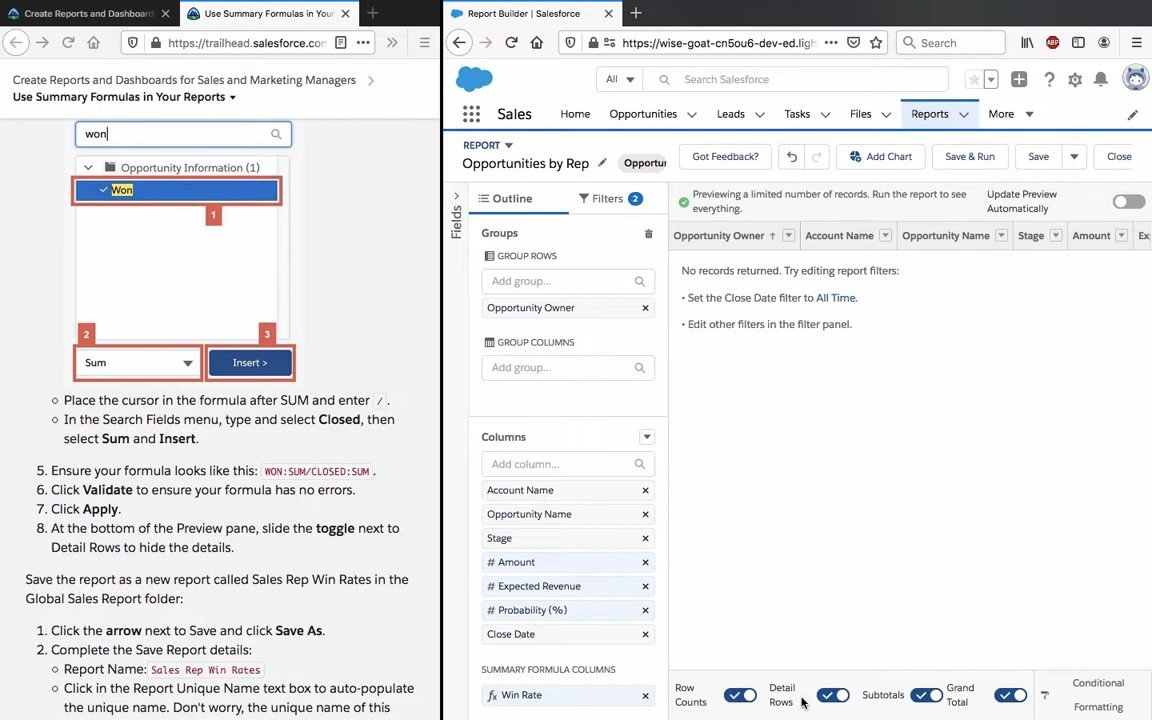 Create Reports and Dashboard
Use Summary Formulas in Your
https://trailhead.salesforce.com
Create Reports and Dashboards for Sales and Marketing Managers
Use Summary Formulas in Your Reports
won
Opportunity Information (1)
Won
1
2
3
Sum
Insert >
Place the cursor in the formula after SUM and enter / .
In the Search Fields menu, type and select Closed, then
select Sum and Insert.
5. Ensure your formula looks like this: WON:SUM/CLOSED:SUM .
6. Click Validate to ensure your formula has no errors.
7. Click Apply.
8. At the bottom of the Preview pane, slide the toggle next to
Detail Rows to hide the details.
Save the report as a new report called Sales Rep Win Rates in the
Global Sales Report folder:
1. Click the arrow next to Save and click Save As.
2. Complete the Save Report details:
Report Name: Sales Rep Win Rates
Click in the Report Unique Name text box to auto-populate
the unique name. Don't worry, the unique name of this
Report Builder | Salesforce
https://wise-goat-cn5ou6-dev-ed.ligh
Search
ABP
All
Search Salesforce
Sales
Home
Opportunities
Leads
Tasks
Files
Reports
More
REPORT
Opportunities by Rep
Opportur
Got Feedback?
Add Chart
Save & Run
Save
Close
Fields
Outline
Filters 2
Previewing a limited number of records. Run the report to see
everything.
Update Preview
Automatically
Groups
GROUP ROWS
Add group...
Opportunity Owner
GROUP COLUMNS
Add group...
Columns
Add column...
Account Name
Opportunity Name
Stage
# Amount
# Expected Revenue
# Probability (%)
Close Date
SUMMARY FORMULA COLUMNS
fx Win Rate
Opportunity Owner ↑
Account Name
Opportunity Name
Stage
Amount
Ex
No records returned. Try editing report filters:
• Set the Close Date filter to All Time.
• Edit other filters in the filter panel.
Row
Counts
Detail
Rows
Subtotals
Grand
Total
Conditional
Formatting